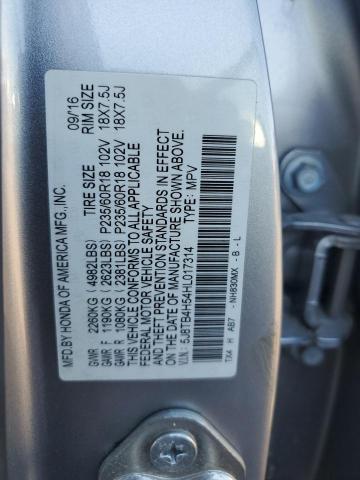 MFD.BY HONDA OF AMERICA MFG.,INC. 09/16
TIRE SIZE RIM SIZE
GVWR 2260KG (4982LBS) P235/60R18 102V 18X7.5J
GAWR F 1190KG (2623LBS) P235/60R18 102V 18X7.5J
GAWR R 1080KG (2381LBS)
THIS VEHICLE CONFORMS TO ALL APPLICABLE
FEDERAL MOTOR VEHICLE SAFETY
AND THEFT PREVENTION STANDARDS IN EFFECT ON
THE DATE OF MANUFACTURE SHOWN ABOVE.
V.I.N.: 5J8TB4H54HL017314 TYPE: MPV
TX4 H AB7 -NH830MX - B - L